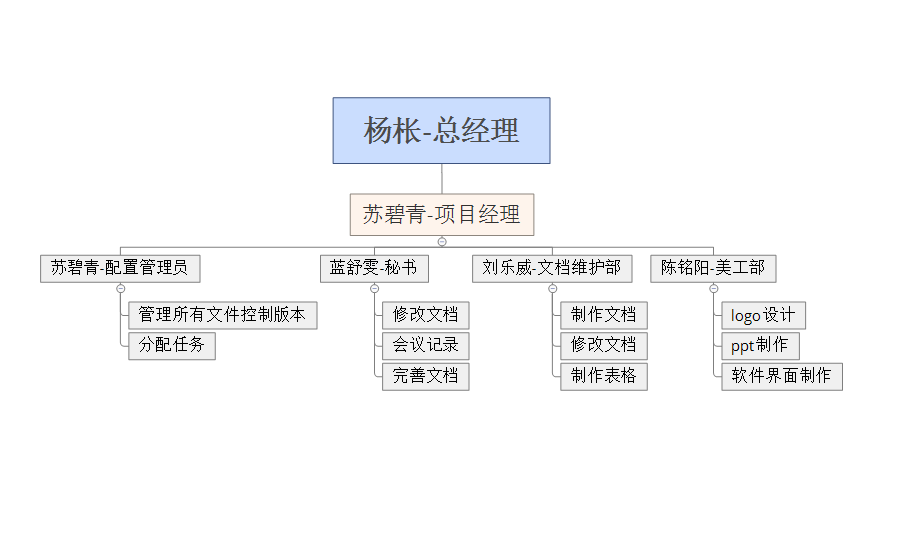 杨枨-总经理
苏碧青-项目经理
苏碧青-配置管理员
蓝舒雯-秘书
刘乐威-文档维护部
陈铭阳-美工部
管理所有文件控制版本
分配任务
修改文档
会议记录
完善文档
制作文档
修改文档
制作表格
logo设计
ppt制作
软件界面制作